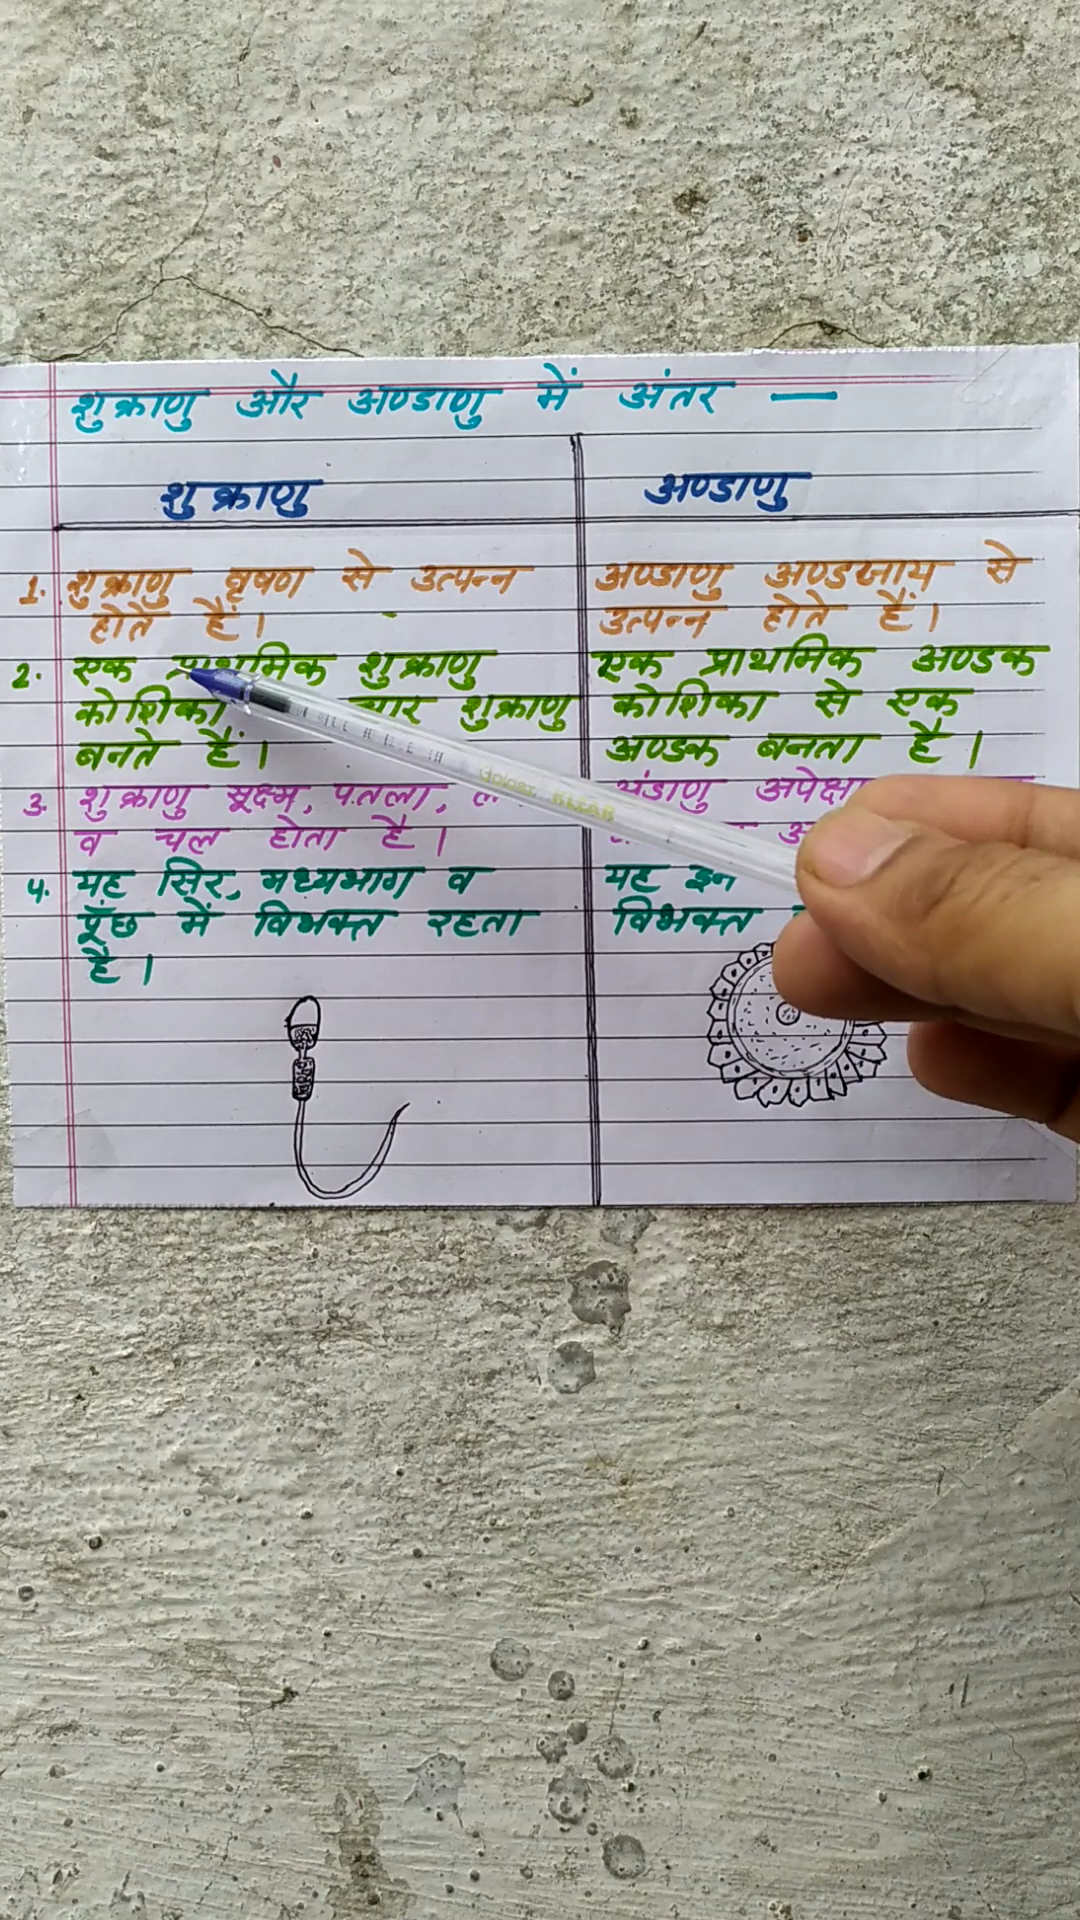 शुक्राणु और अण्डाणु में अंतर —
शुक्राणु
अण्डाणु
1. शुक्राणु वृषण से उत्पन्न
होते हैं।
अण्डाणु अण्डाशय से
उत्पन्न होते हैं।
2. एक प्राथमिक शुक्राणु
कोशिका चार शुक्राणु
बनते हैं।
एक प्राथमिक अण्डक
कोशिका से एक
अण्डक बनता है।
3. शुक्राणु सूक्ष्म, पतला,
व चल होता है।
अंडाणु अपेक्षा
4. यह सिर, मध्यभाग व
पूँछ में विभक्त रहता
है।
यह इन
विभक्त